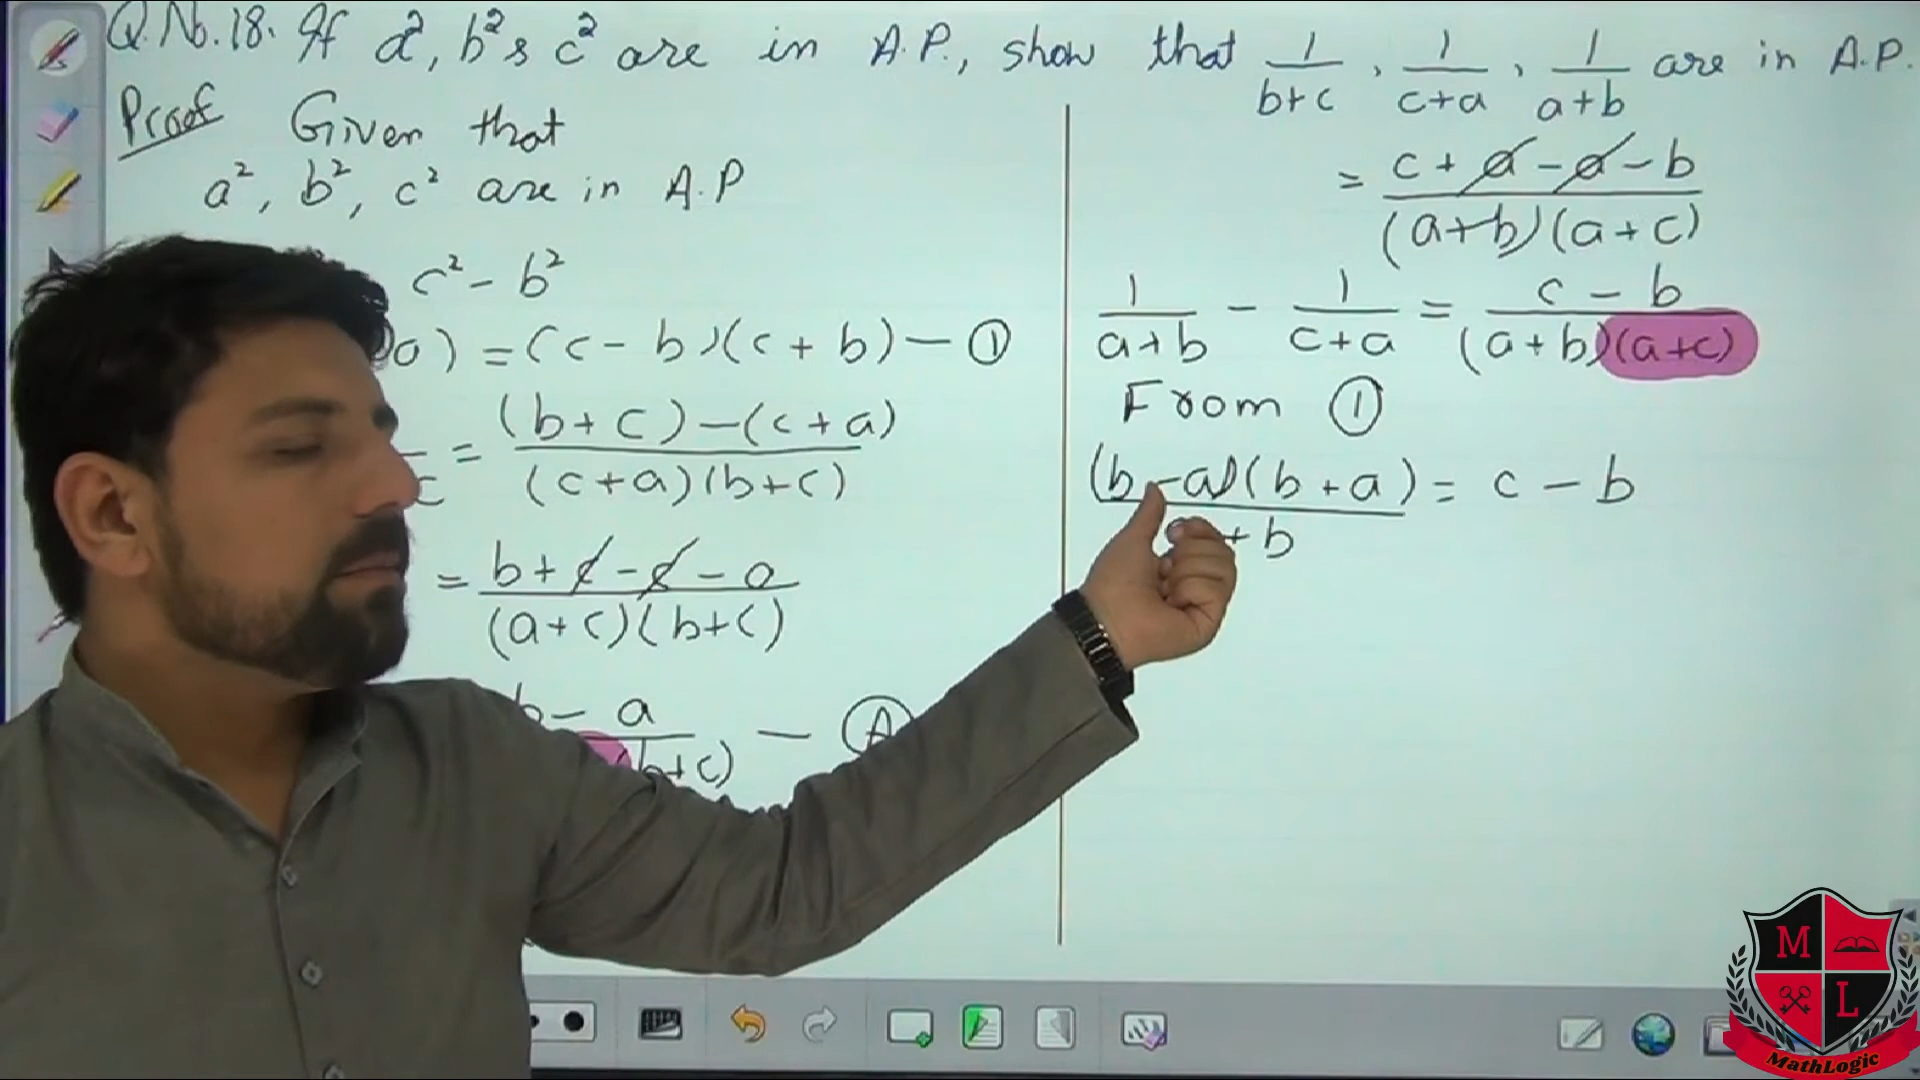 Q.No.18. If a², b² & c² are in A.P., show that 1/(b+c), 1/(c+a), 1/(a+b) are in A.P.
Proof Given that
a², b², c² are in A.P
c² - b²
a) = (c - b)(c + b) — ①
= (b + c) - (c + a) / (c + a)(b + c)
= b + c - c - a / (a + c)(b + c)
b - a / (b + c) — Ⓐ
= c + a - a - b / (a + b)(a + c)
1/(a + b) - 1/(c + a) = c - b / (a + b)(a + c)
From ①
(b - a)(b + a) / + b = c - b
M L
MathLogic